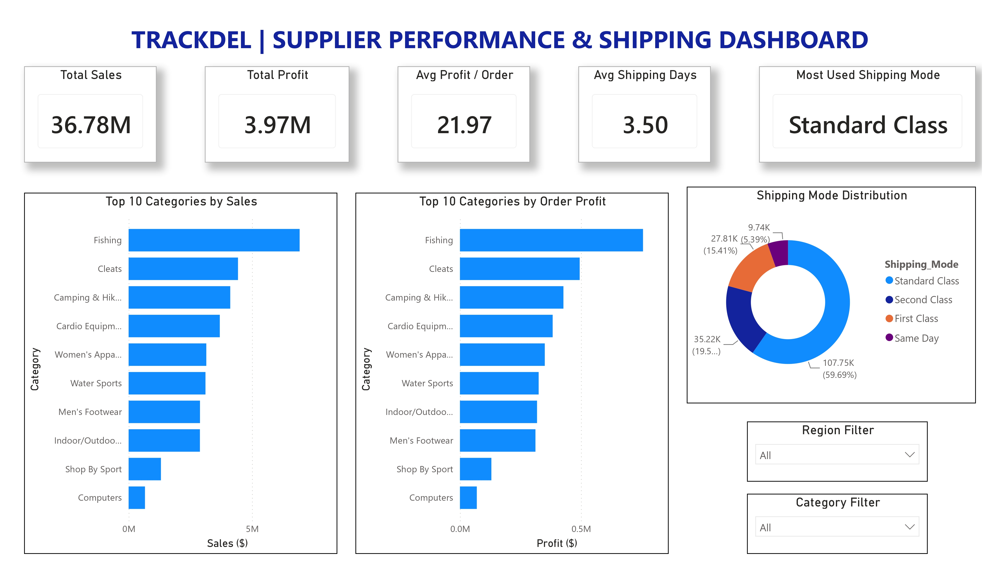 TRACKDEL | SUPPLIER PERFORMANCE & SHIPPING DASHBOARD
Total Sales
36.78M
Total Profit
3.97M
Avg Profit / Order
21.97
Avg Shipping Days
3.50
Most Used Shipping Mode
Standard Class
Top 10 Categories by Sales
Category
Fishing
Cleats
Camping & Hik...
Cardio Equipm...
Women's Appa...
Water Sports
Men's Footwear
Indoor/Outdoo...
Shop By Sport
Computers
0M
5M
Sales ($)
Top 10 Categories by Order Profit
Category
Fishing
Cleats
Camping & Hik...
Cardio Equipm...
Women's Appa...
Water Sports
Indoor/Outdoo...
Men's Footwear
Shop By Sport
Computers
0.0M
0.5M
Profit ($)
Shipping Mode Distribution
9.74K
(5.39%)
27.81K
(15.41%)
35.22K
(19.5...)
107.75K
(59.69%)
Shipping_Mode
Standard Class
Second Class
First Class
Same Day
Region Filter
All
Category Filter
All